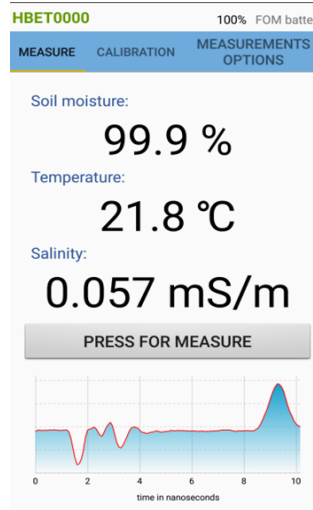 HBET0000
100% FOM batte
MEASURE
CALIBRATION
MEASUREMENTS
OPTIONS
Soil moisture:
99.9 %
Temperature:
21.8 °C
Salinity:
0.057 mS/m
PRESS FOR MEASURE
0 2 4 6 8 10
time in nanoseconds